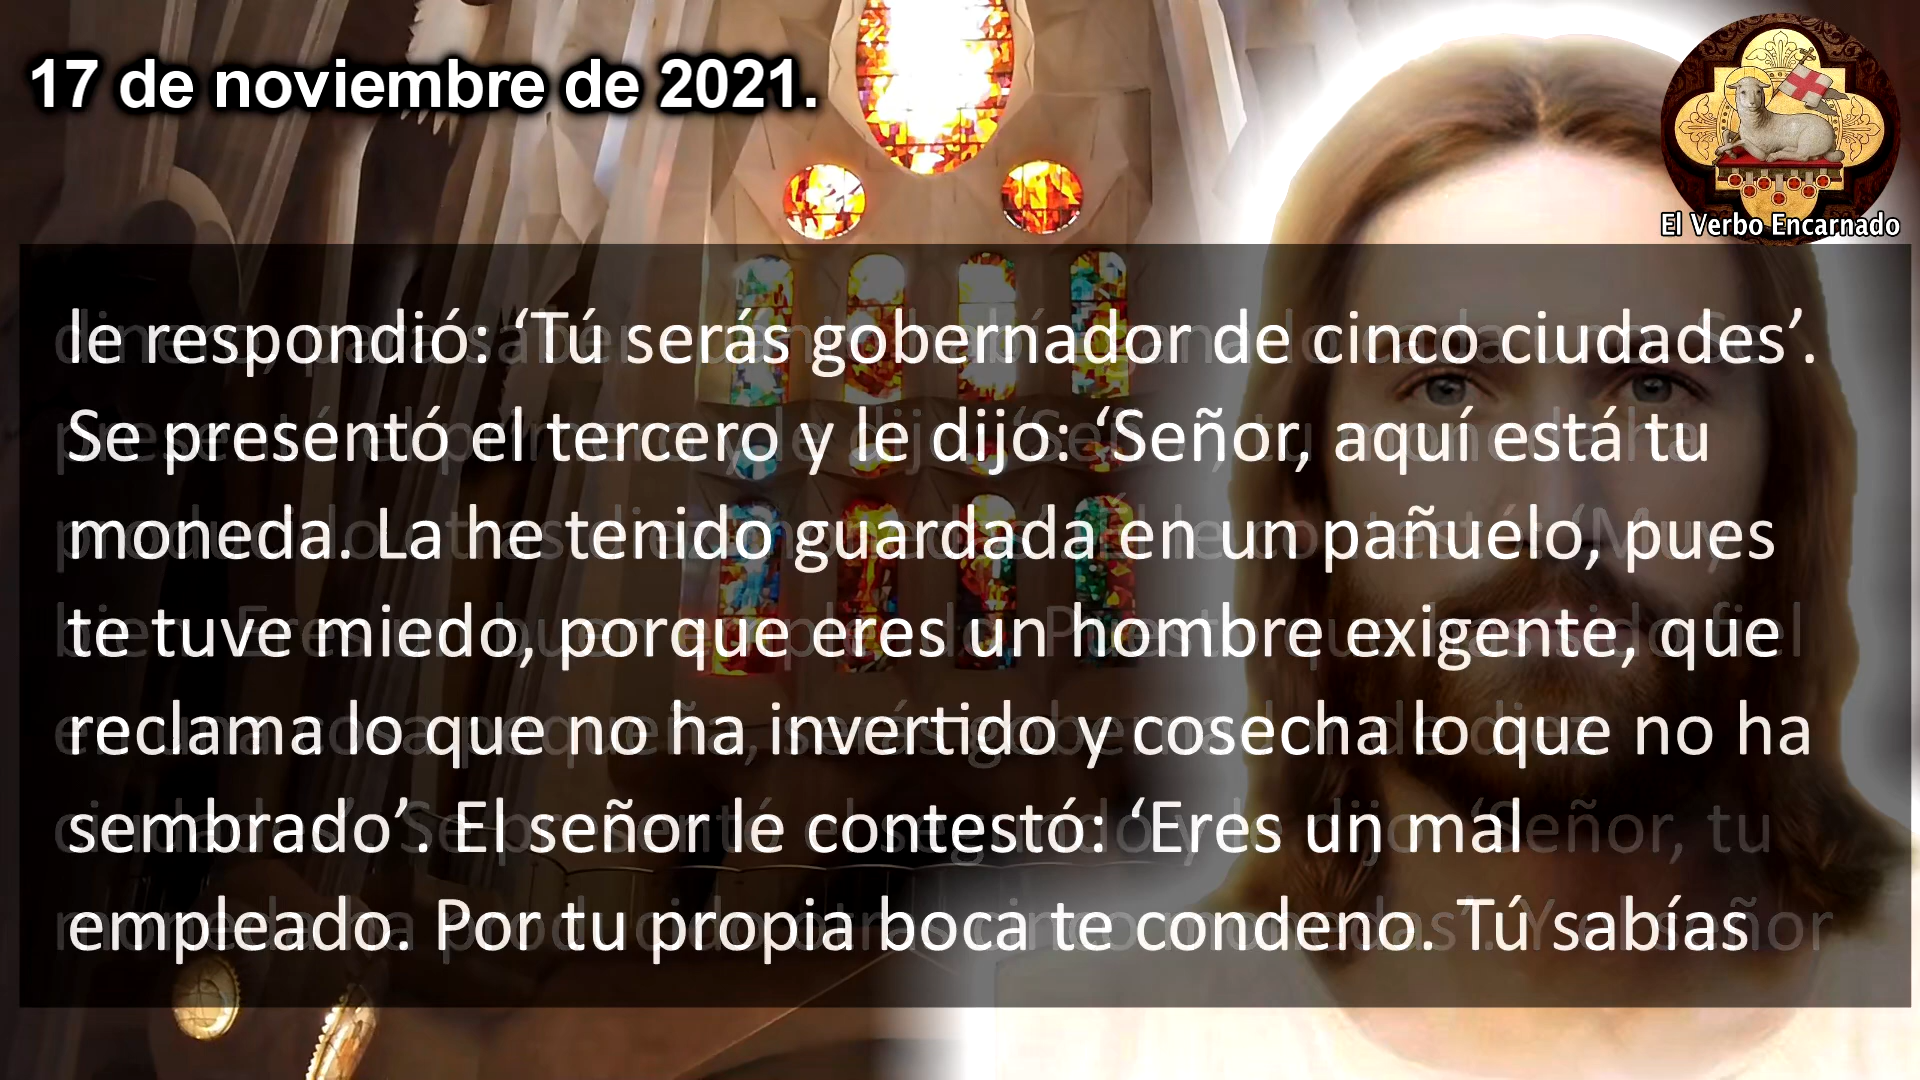 17 de noviembre de 2021.
El Verbo Encarnado
le respondió: ‘Tú serás gobernador de cinco ciudades’.
Se presentó el tercero y le dijo: ‘Señor, aquí está tu
moneda. La he tenido guardada en un pañuelo, pues
te tuve miedo, porque eres un hombre exigente, que
reclama lo que no ha invertido y cosecha lo que no ha
sembrado’. El señor le contestó: ‘Eres un mal
empleado. Por tu propia boca te condeno. Tú sabías